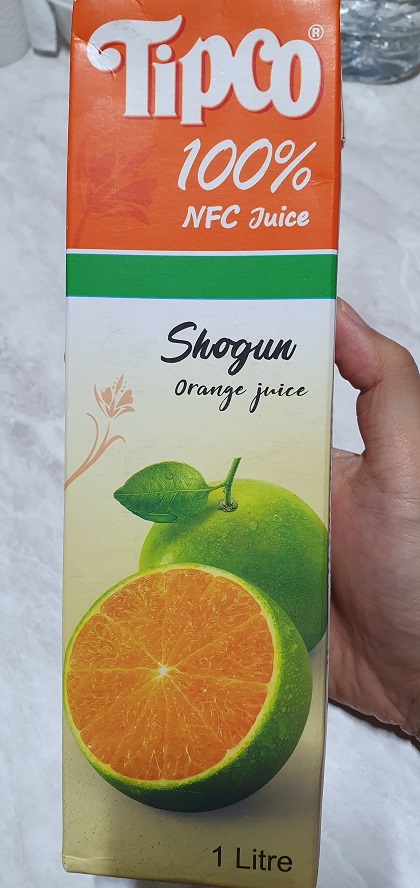 Tipco®
100%
NFC Juice
Shogun
Orange juice
1 Litre